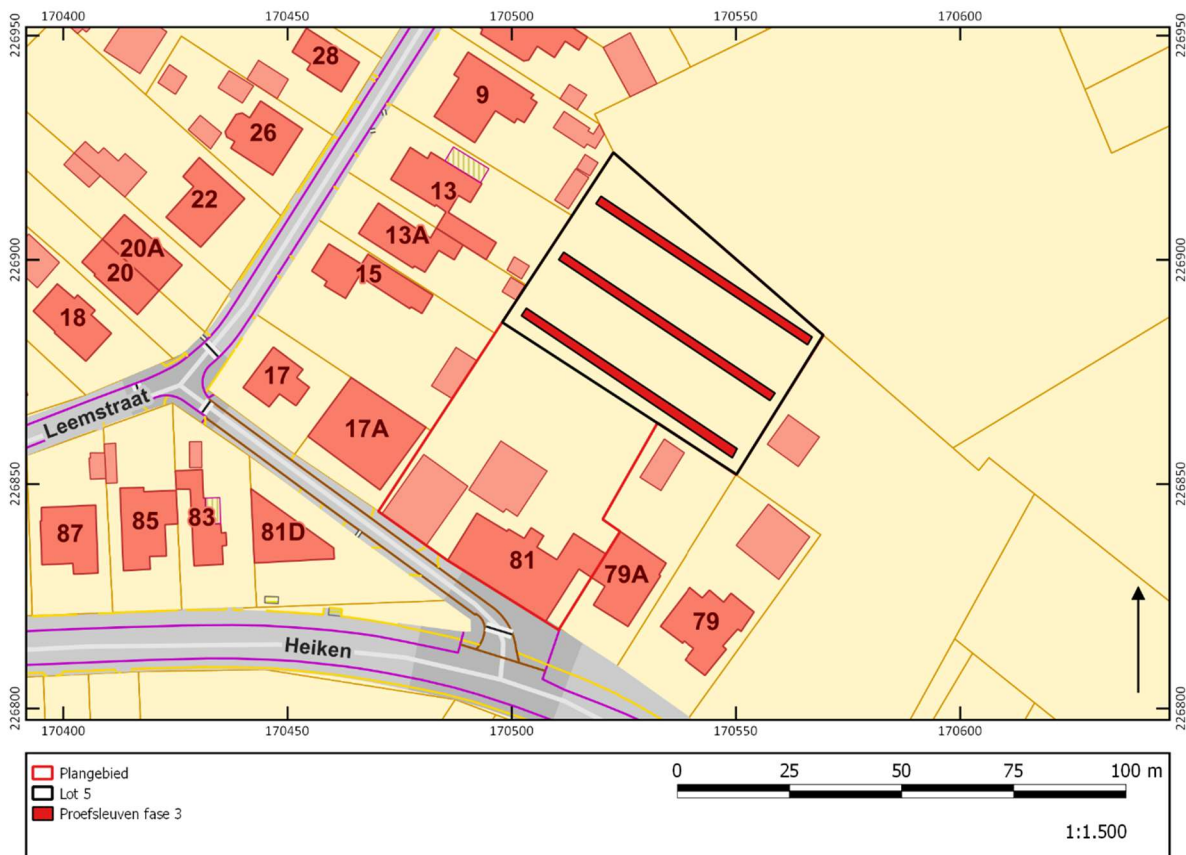 170400 170450 170500 170550 170600
226950 226950
28
9
26
13
22
13A
20A
20
15
226900 226900
18
17
17A
Leemstraat
226850 226850
87
85
83
81D
81
79A
79
Heiken
226800 226800
170400 170450 170500 170550 170600
Plangebied
Lot 5
Proefsleuven fase 3
0 25 50 75 100 m
1:1.500